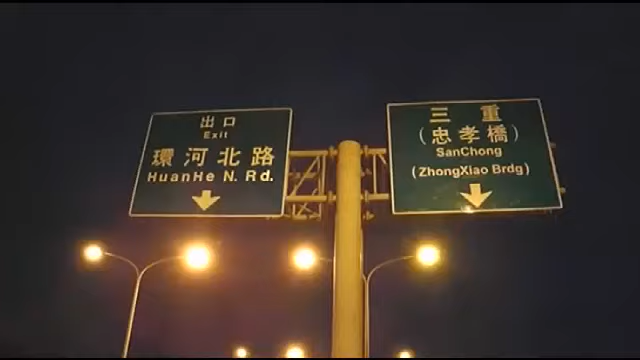 出口
Exit
環河北路
HuanHe N. Rd.
三重
(忠孝橋)
SanChong
(ZhongXiao Brdg)